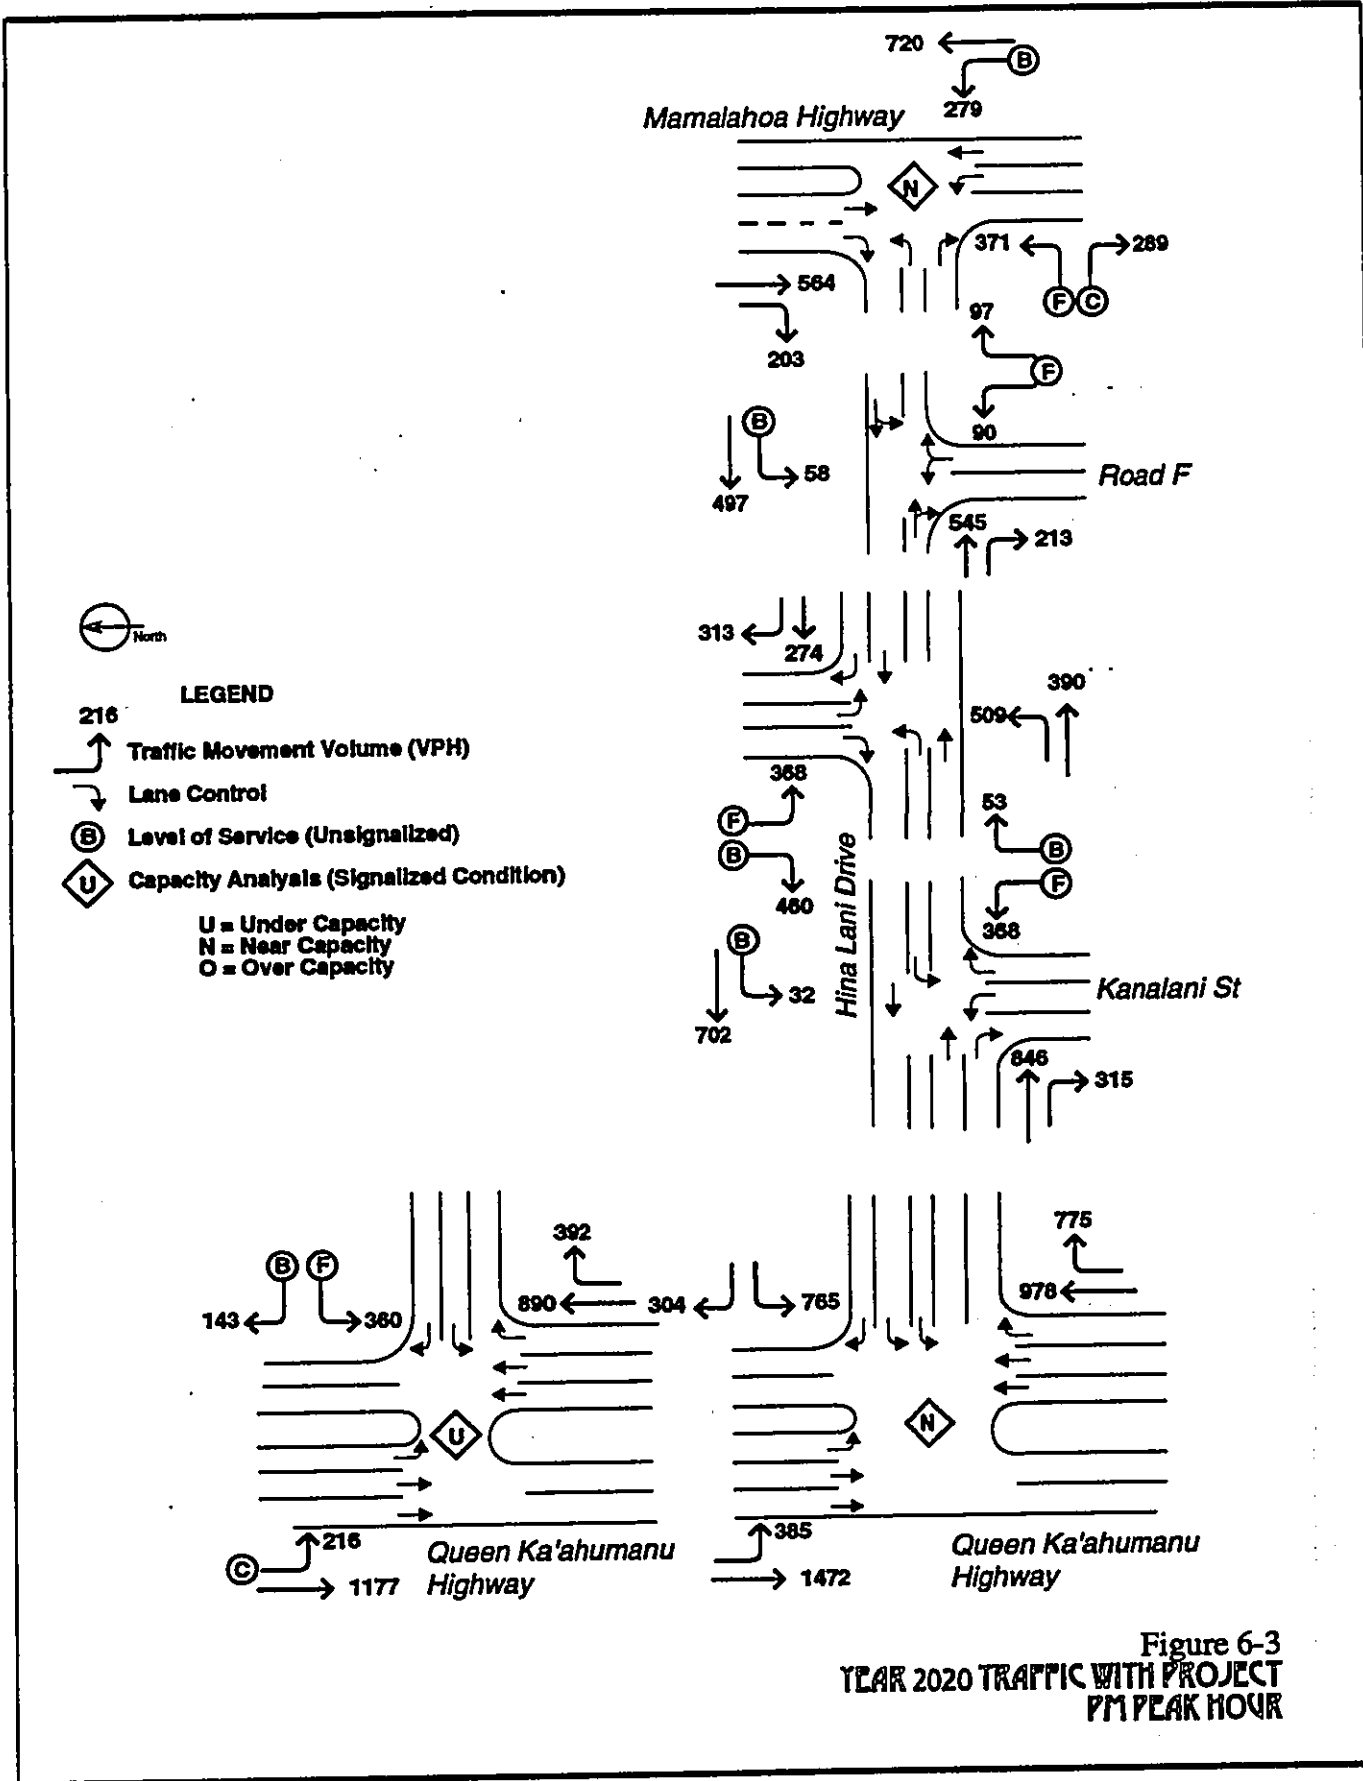 720
B
279
Mamalahoa Highway
N
371
289
564
F
C
97
203
F
B
90
58
Road F
497
545
213
North
313
274
LEGEND
390
216
509
Traffic Movement Volume (VPH)
368
Lane Control
53
F
B
Level of Service (Unsignalized)
B
Hina Lani Drive
F
U
Capacity Analysis (Signalized Condition)
460
U = Under Capacity
368
N = Near Capacity
B
O = Over Capacity
32
Kanalani St
702
846
315
392
775
B
F
890
304
765
978
143
360
U
N
216
385
C
1177
Queen Ka'ahumanu
Highway
1472
Queen Ka'ahumanu
Highway
Figure 6-3
YEAR 2020 TRAFFIC WITH PROJECT
PM PEAK HOUR